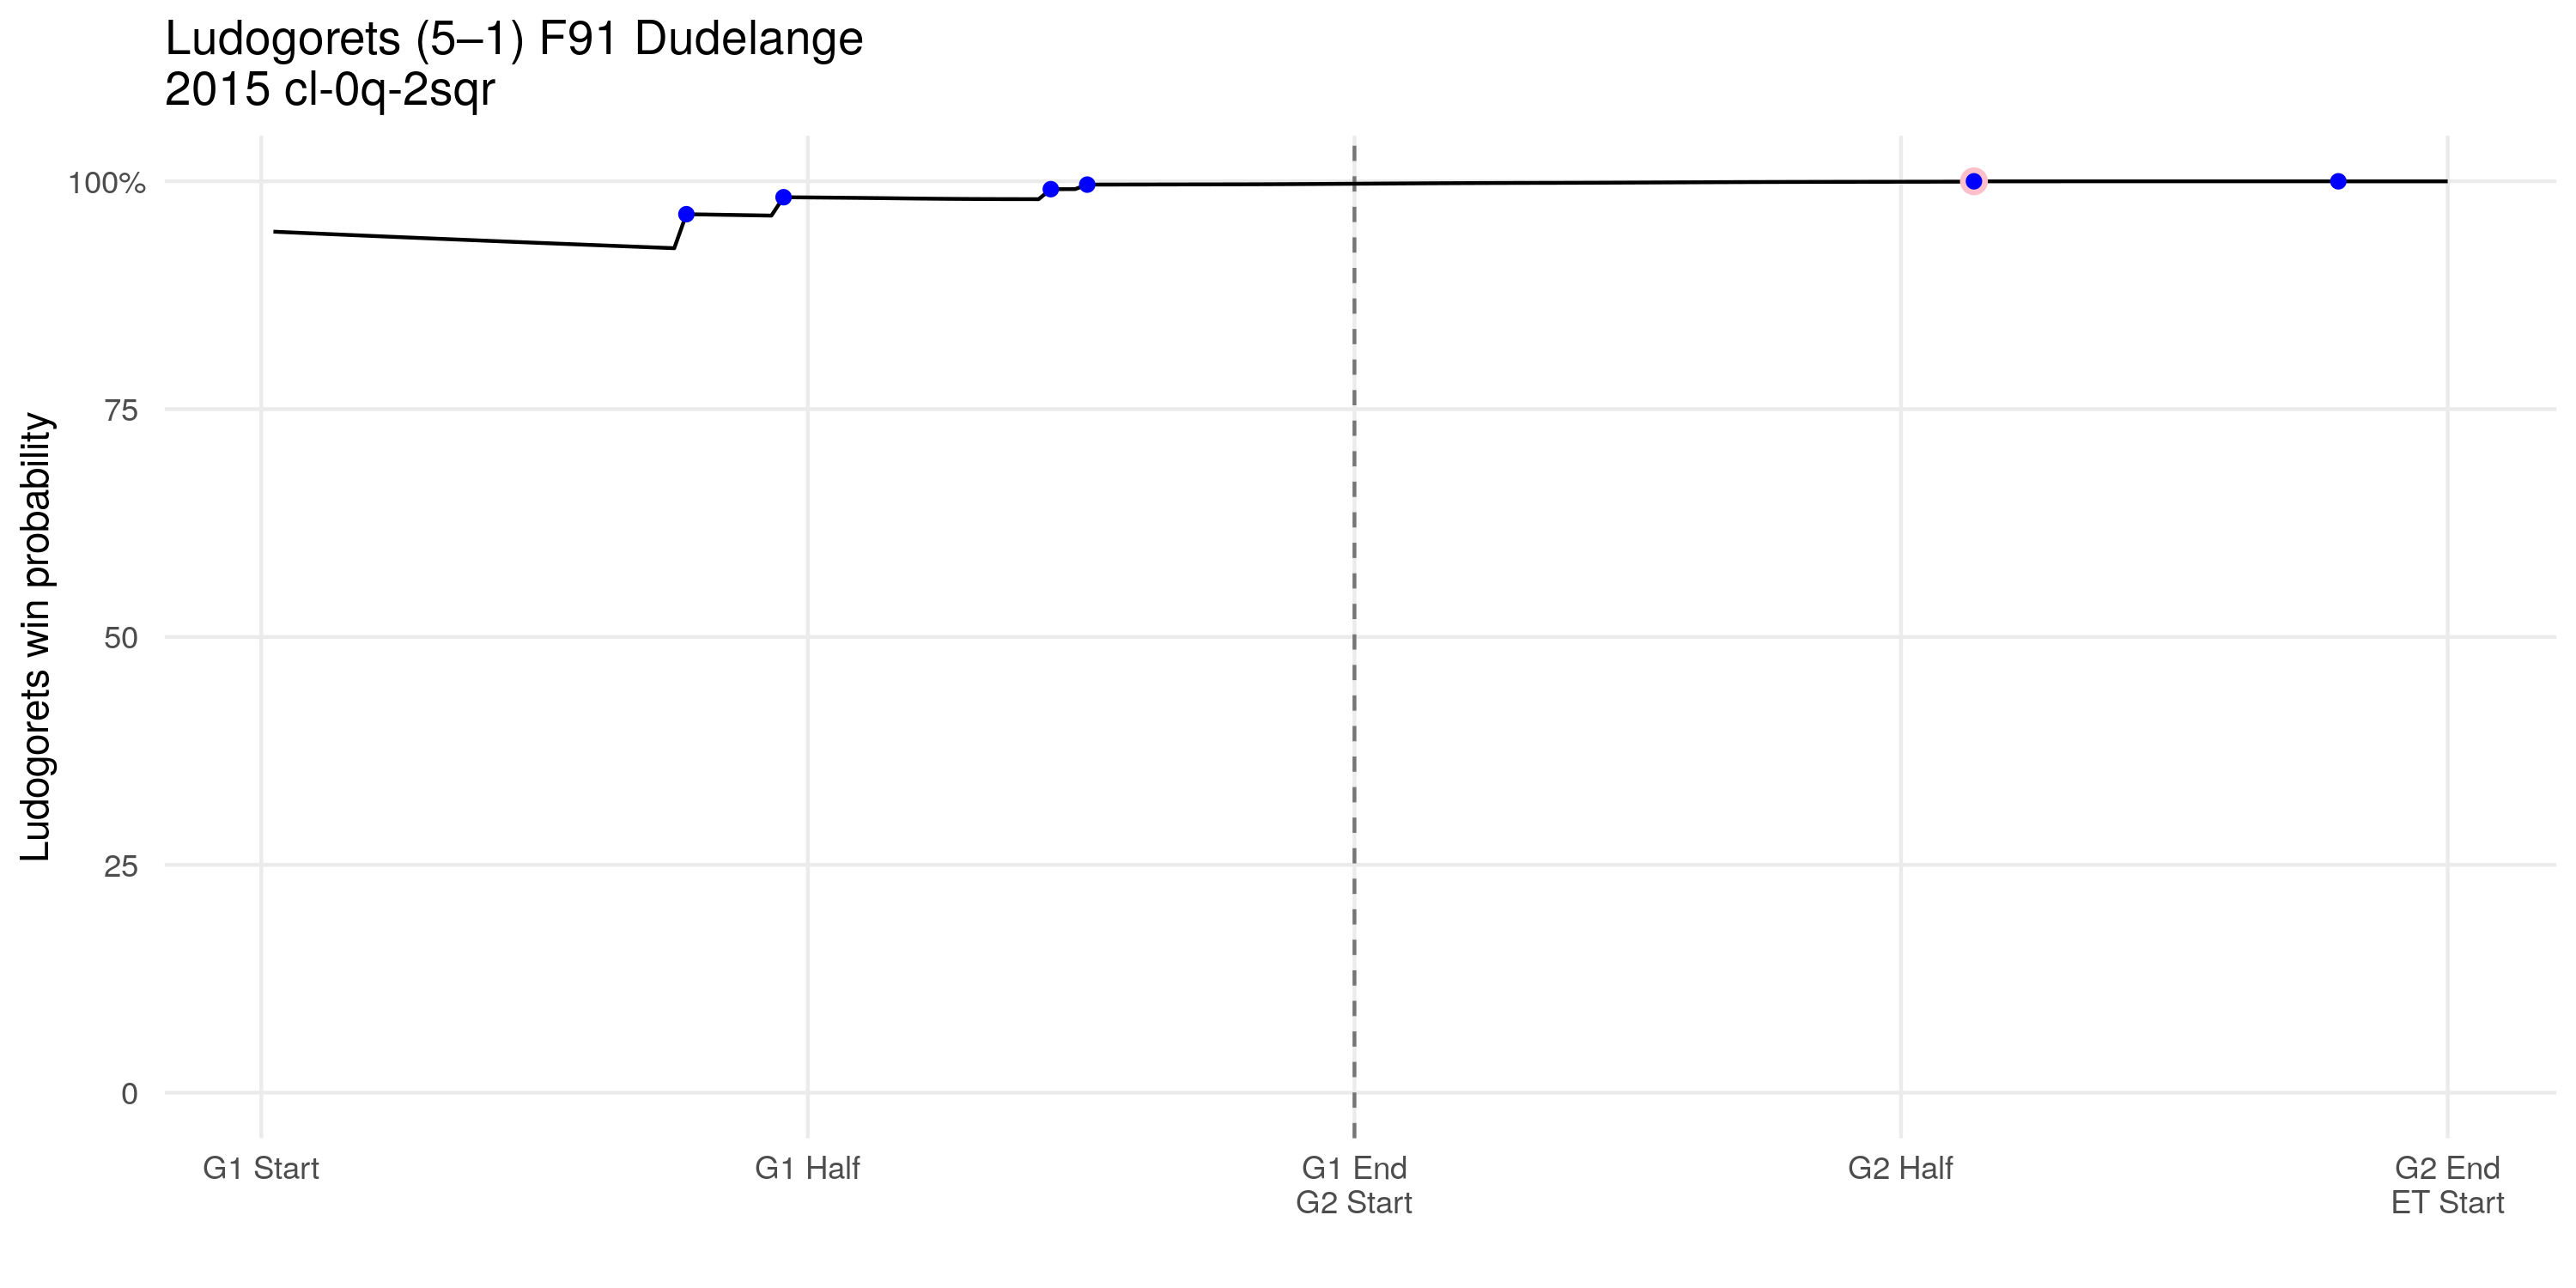 Ludogorets (5–1) F91 Dudelange
2015 cl-0q-2sqr
Ludogorets win probability
100%
75
50
25
0
G1 Start
G1 Half
G1 End
G2 Start
G2 Half
G2 End
ET Start